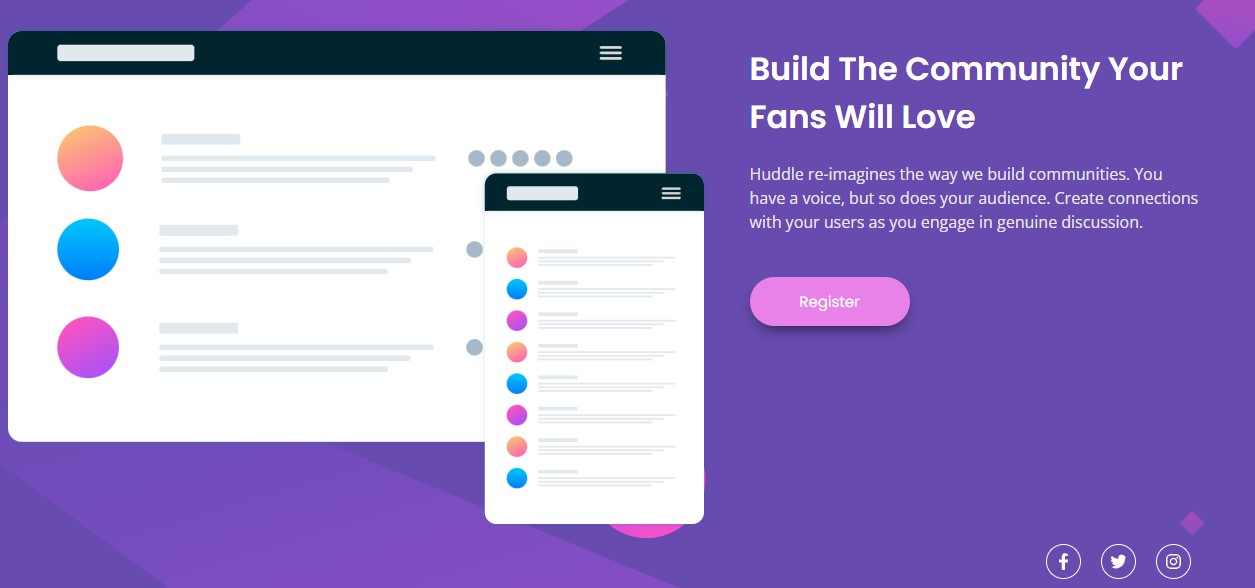 Build The Community Your
Fans Will Love
Huddle re-imagines the way we build communities. You
have a voice, but so does your audience. Create connections
with your users as you engage in genuine discussion.
Register